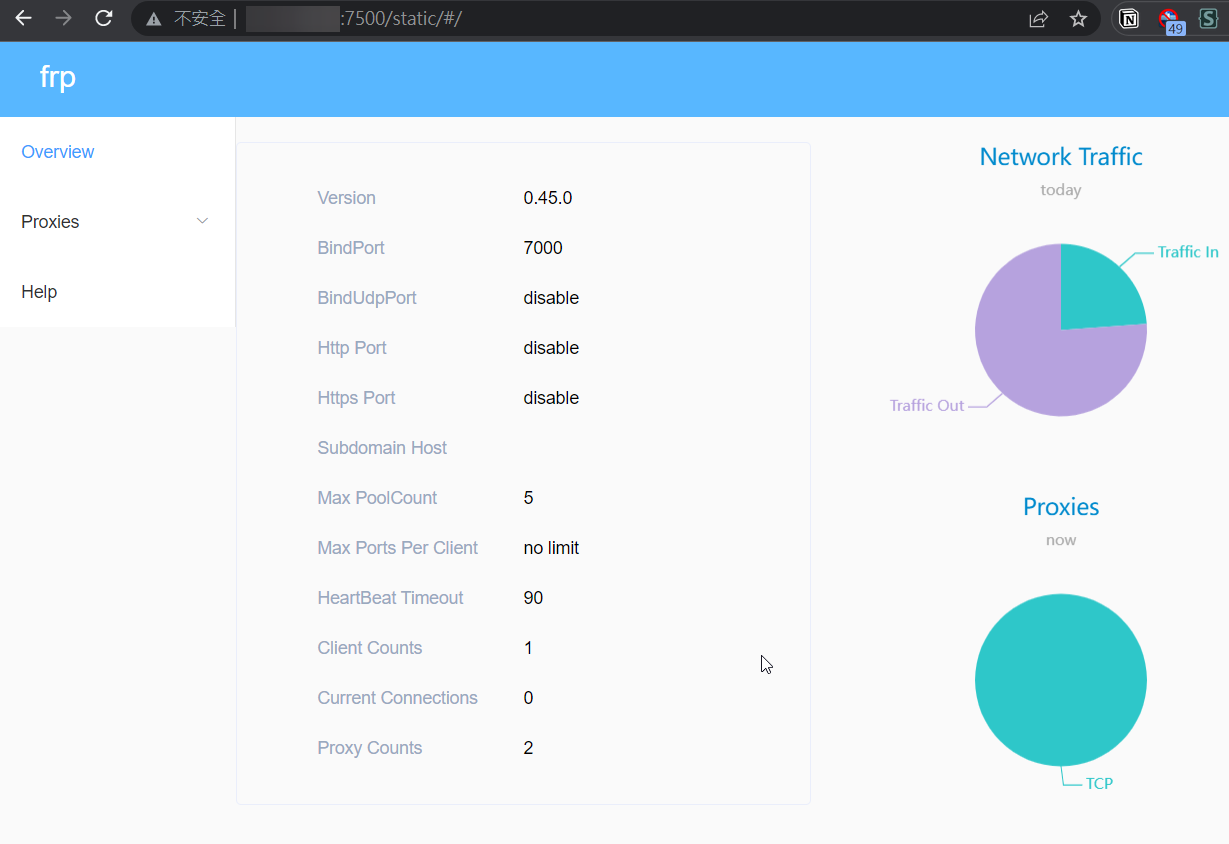 不安全 | :7500/static/#/
49
frp
Overview
Proxies
Help
Version 0.45.0
BindPort 7000
BindUdpPort disable
Http Port disable
Https Port disable
Subdomain Host
Max PoolCount 5
Max Ports Per Client no limit
HeartBeat Timeout 90
Client Counts 1
Current Connections 0
Proxy Counts 2
Network Traffic
today
Traffic In
Traffic Out
Proxies
now
TCP